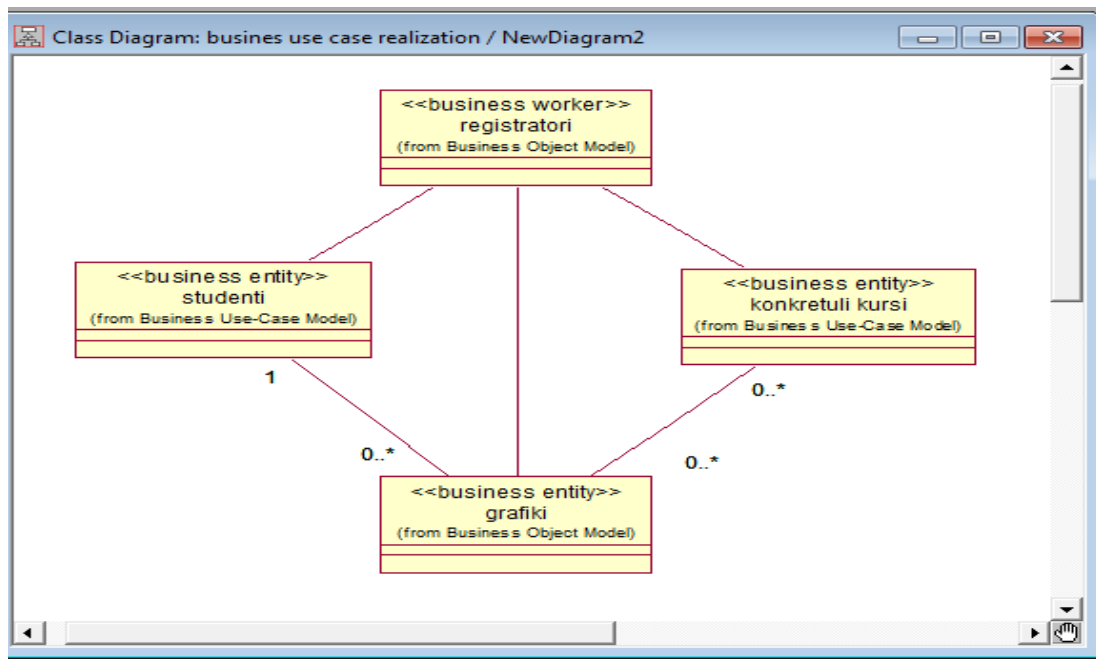 Class Diagram: busines use case realization / NewDiagram2
<<business worker>>
registratori
(from Business Object Model)
<<business entity>>
studenti
(from Business Use-Case Model)
<<business entity>>
konkretuli kursi
(from Business Use-Case Model)
1
0..*
0..*
0..*
<<business entity>>
grafiki
(from Business Object Model)